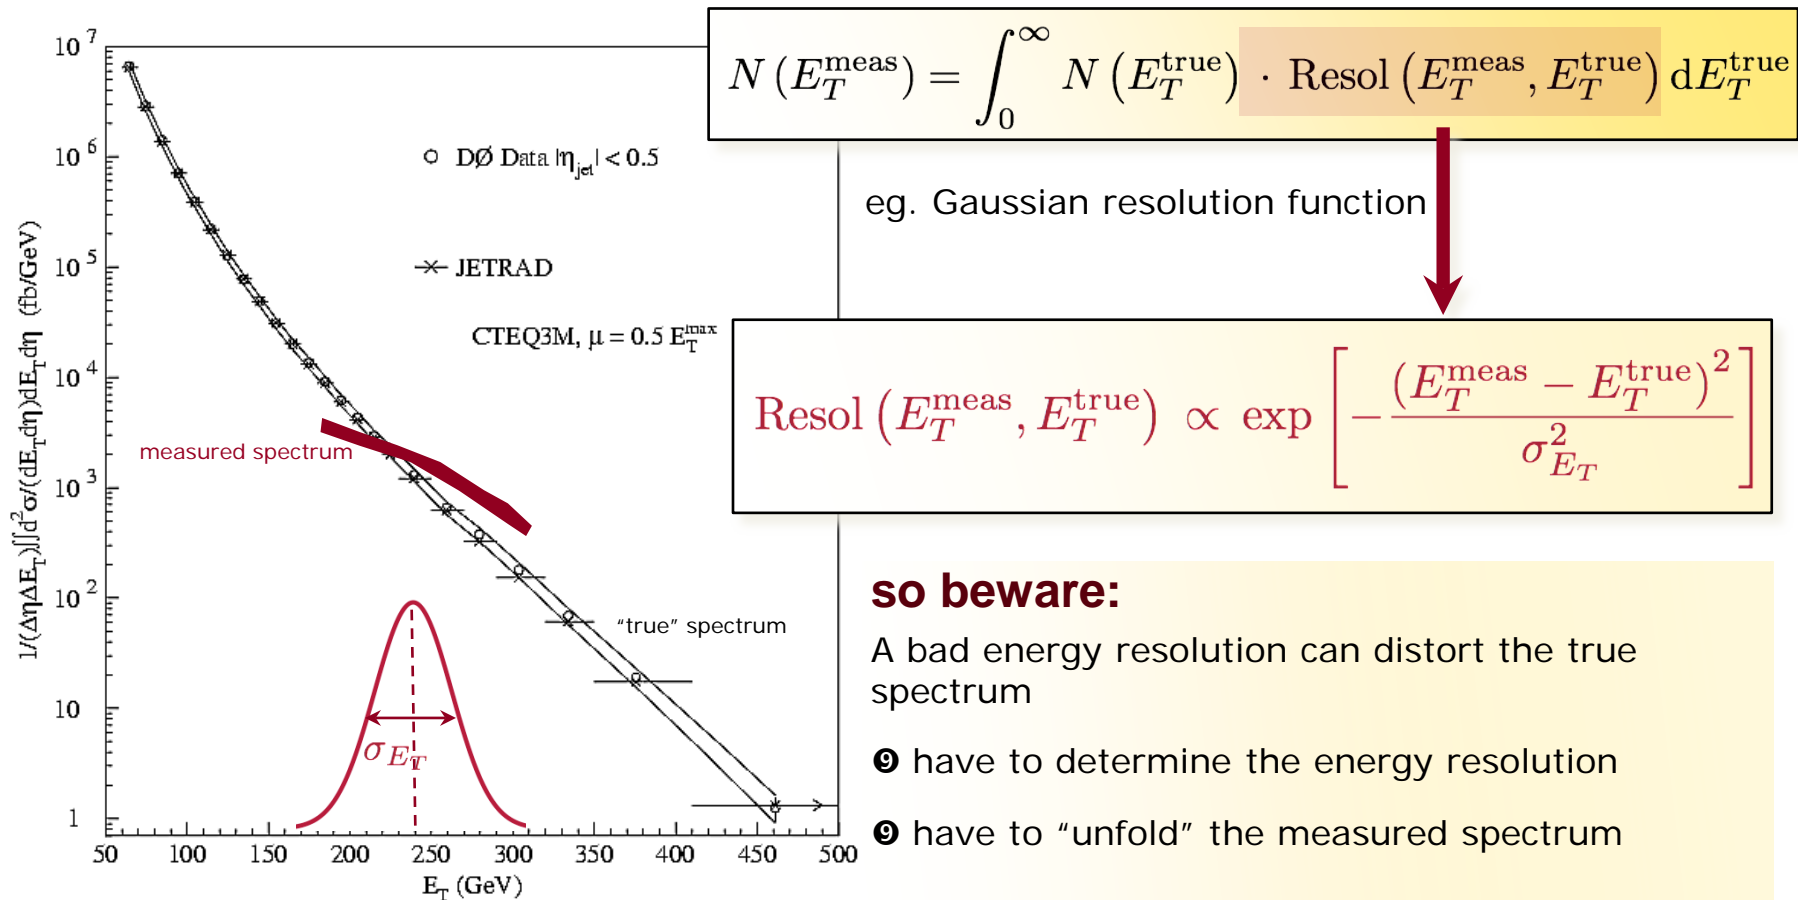 N (E_T^meas) = ∫_0^∞ N (E_T^true) · Resol (E_T^meas, E_T^true) dE_T^true
eg. Gaussian resolution function
Resol (E_T^meas, E_T^true) ∝ exp [ − (E_T^meas − E_T^true)^2 / σ_{E_T}^2 ]
so beware:
A bad energy resolution can distort the true
spectrum
❾ have to determine the energy resolution
❾ have to “unfold” the measured spectrum
1/(ΔηΔE_T)∫∫d²σ/(dE_T dη)dE_T dη (fb/GeV)
10^7
10^6
10^5
10^4
10^3
10^2
10
1
DØ Data |η_jet| < 0.5
JETRAD
CTEQ3M, μ = 0.5 E_T^max
measured spectrum
“true” spectrum
σ_{E_T}
50 100 150 200 250 300 350 400 450 500
E_T (GeV)